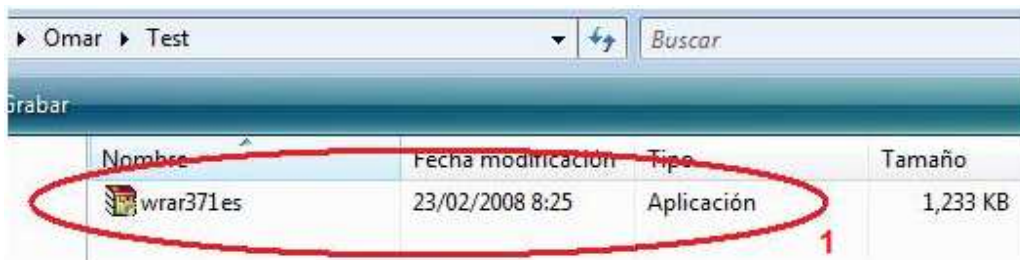 Omar Test Buscar
Grabar
Nombre Fecha modificación Tipo Tamaño
wrar371es 23/02/2008 8:25 Aplicación 1,233 KB
1